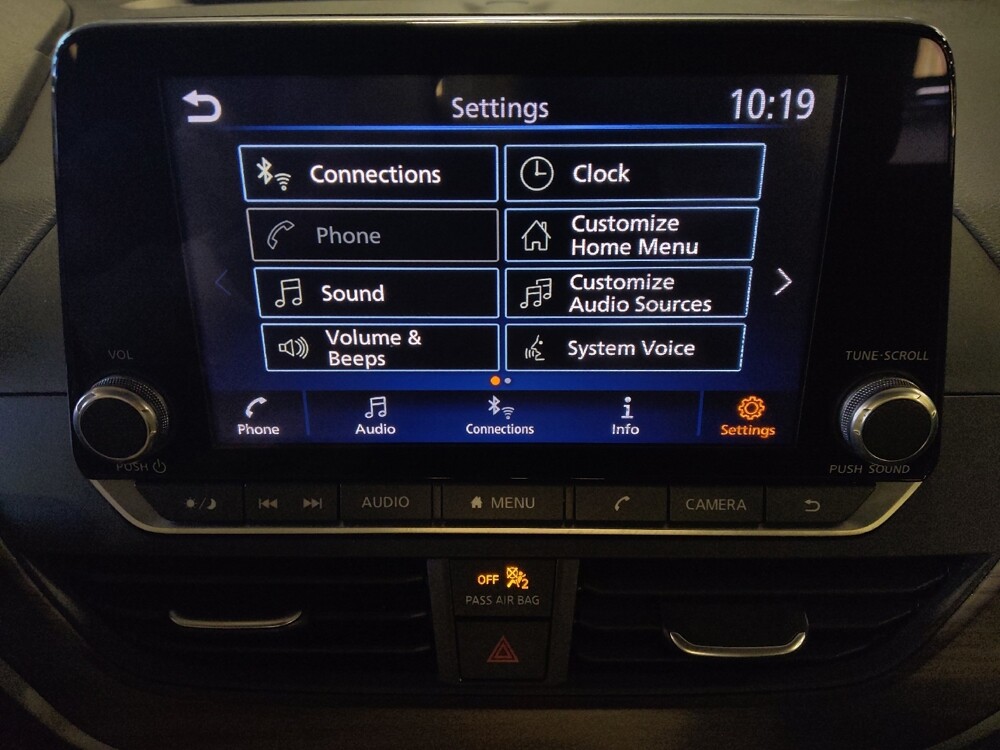 Settings
10:19
Connections
Clock
Phone
Customize
Home Menu
Sound
Customize
Audio Sources
Volume &
Beeps
System Voice
VOL
TUNE·SCROLL
Phone
Audio
Connections
Info
Settings
PUSH
PUSH SOUND
AUDIO
MENU
CAMERA
OFF 2
PASS AIR BAG